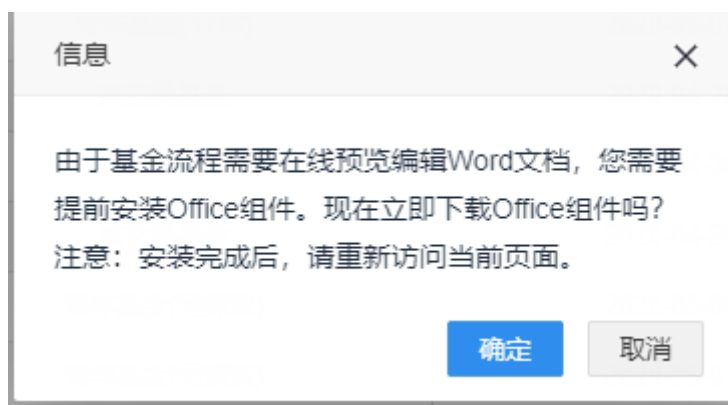 信息
由于基金流程需要在线预览编辑Word文档，您需要
提前安装Office组件。现在立即下载Office组件吗？
注意：安装完成后，请重新访问当前页面。
确定
取消